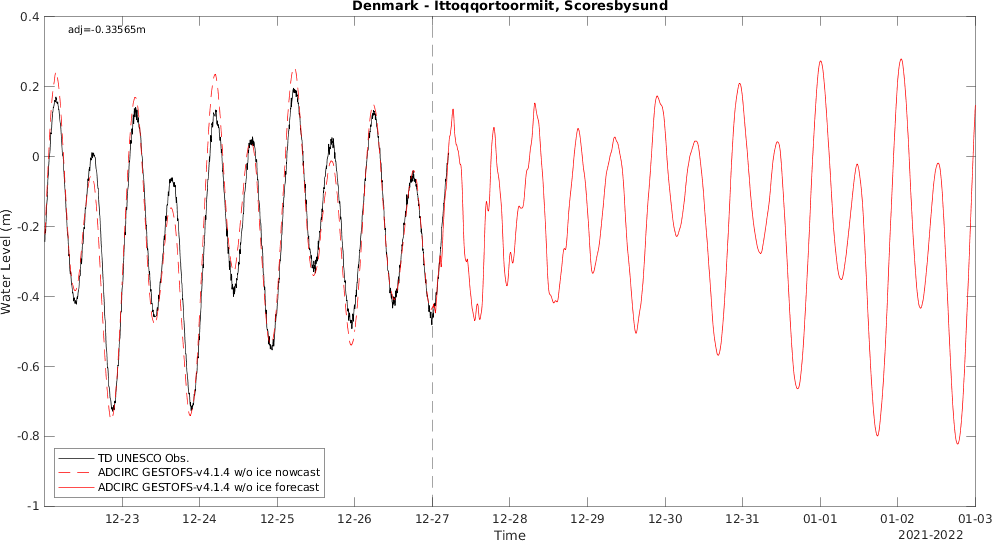 Denmark - Ittoqqortoormiit, Scoresbysund
adj=-0.33565m
0.4
0.2
0
-0.2
-0.4
-0.6
-0.8
-1
Water Level (m)
TD UNESCO Obs.
ADCIRC GESTOFS-v4.1.4 w/o ice nowcast
ADCIRC GESTOFS-v4.1.4 w/o ice forecast
12-23 12-24 12-25 12-26 12-27 12-28 12-29 12-30 12-31 01-01 01-02 01-03
Time
2021-2022